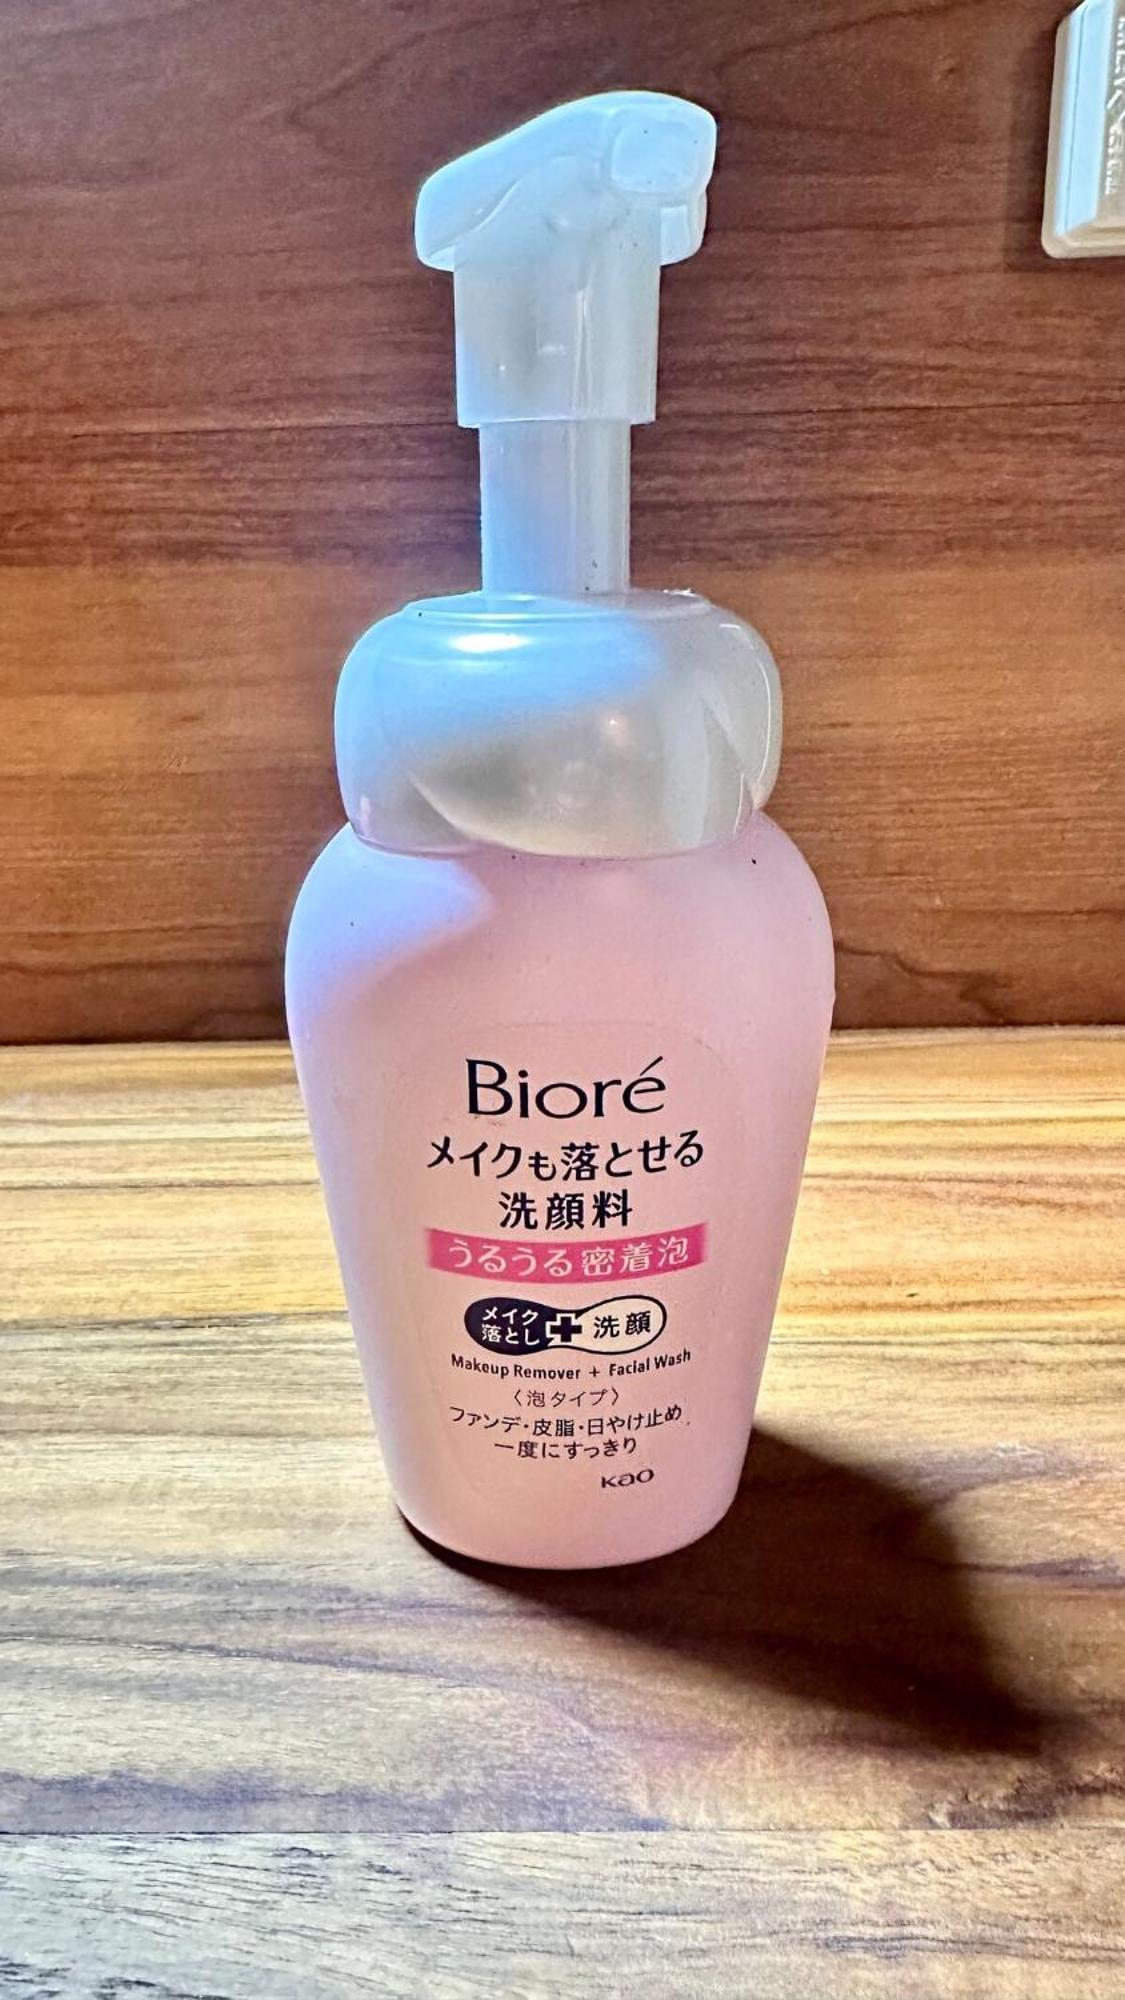 Bioré
メイクも落とせる
洗顔料
うるうる密着泡
メイク
落とし
洗顔
Makeup Remover + Facial Wash
〈泡タイプ〉
ファンデ・皮脂・日やけ止め
一度にすっきり
Kao